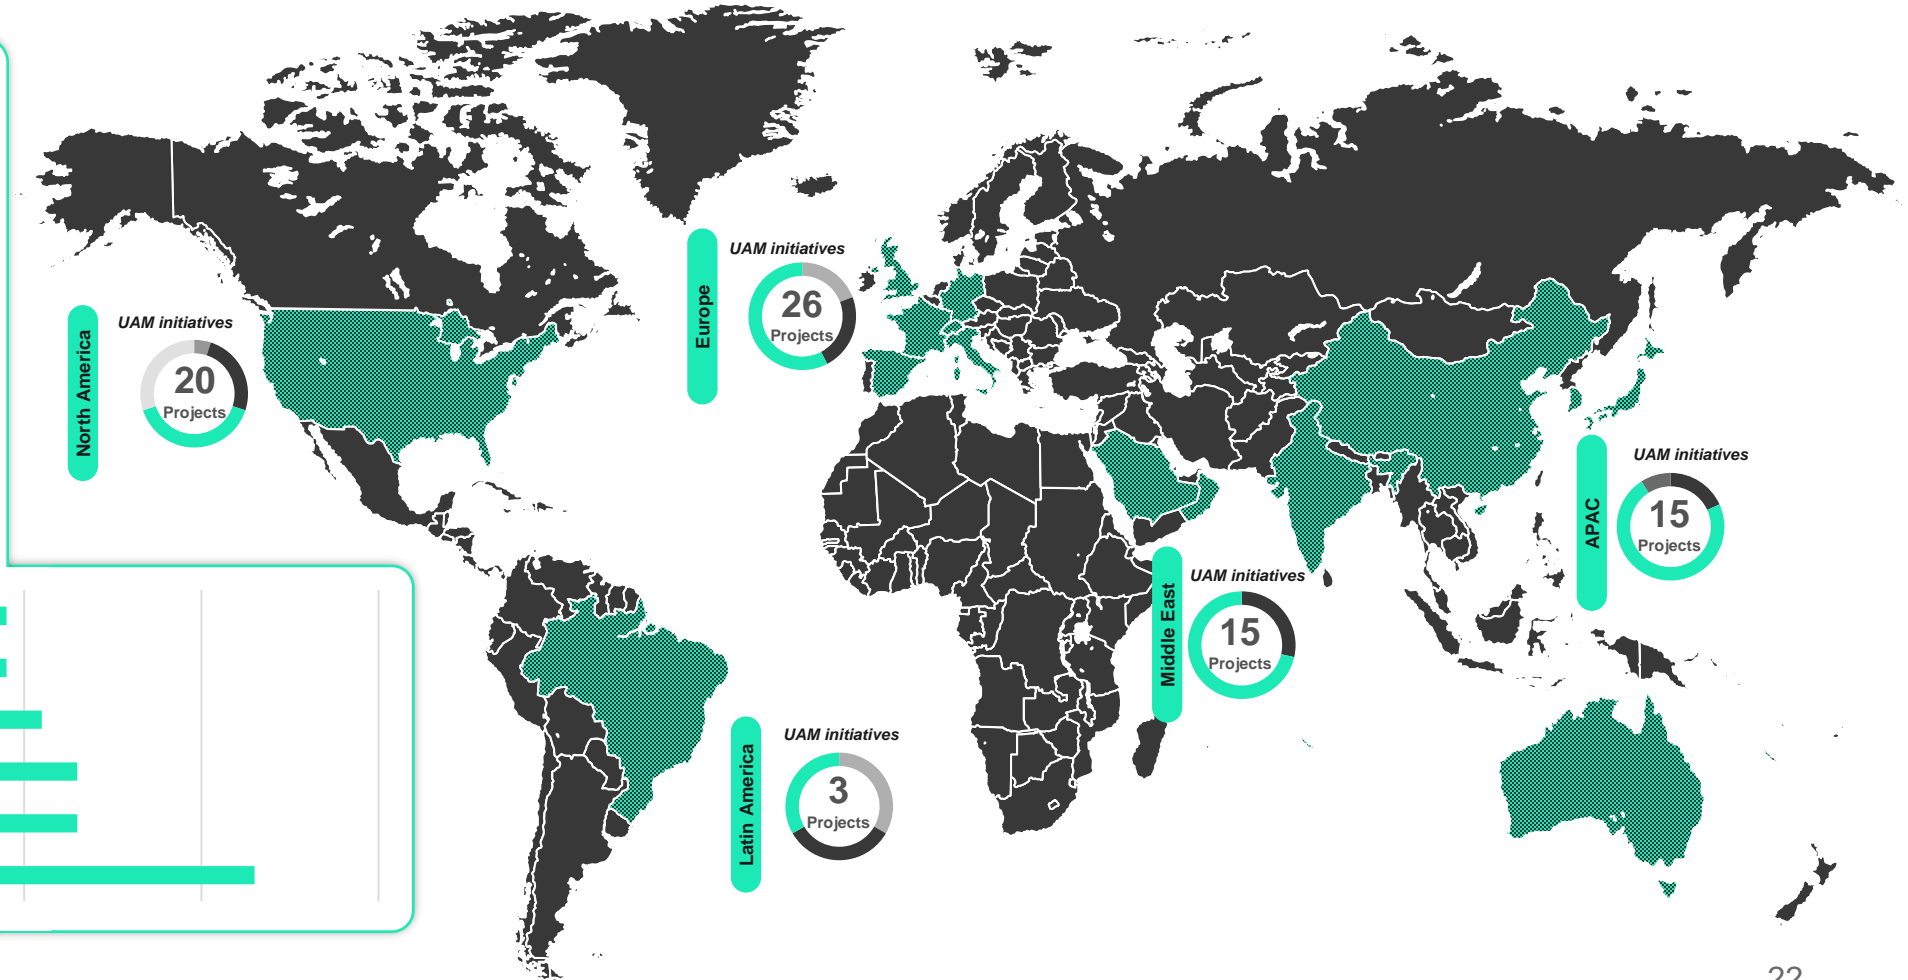 UAM initiatives
Europe
26
Projects
North America
UAM initiatives
20
Projects
APAC
UAM initiatives
15
Projects
Middle East
UAM initiatives
15
Projects
Latin America
UAM initiatives
3
Projects
22